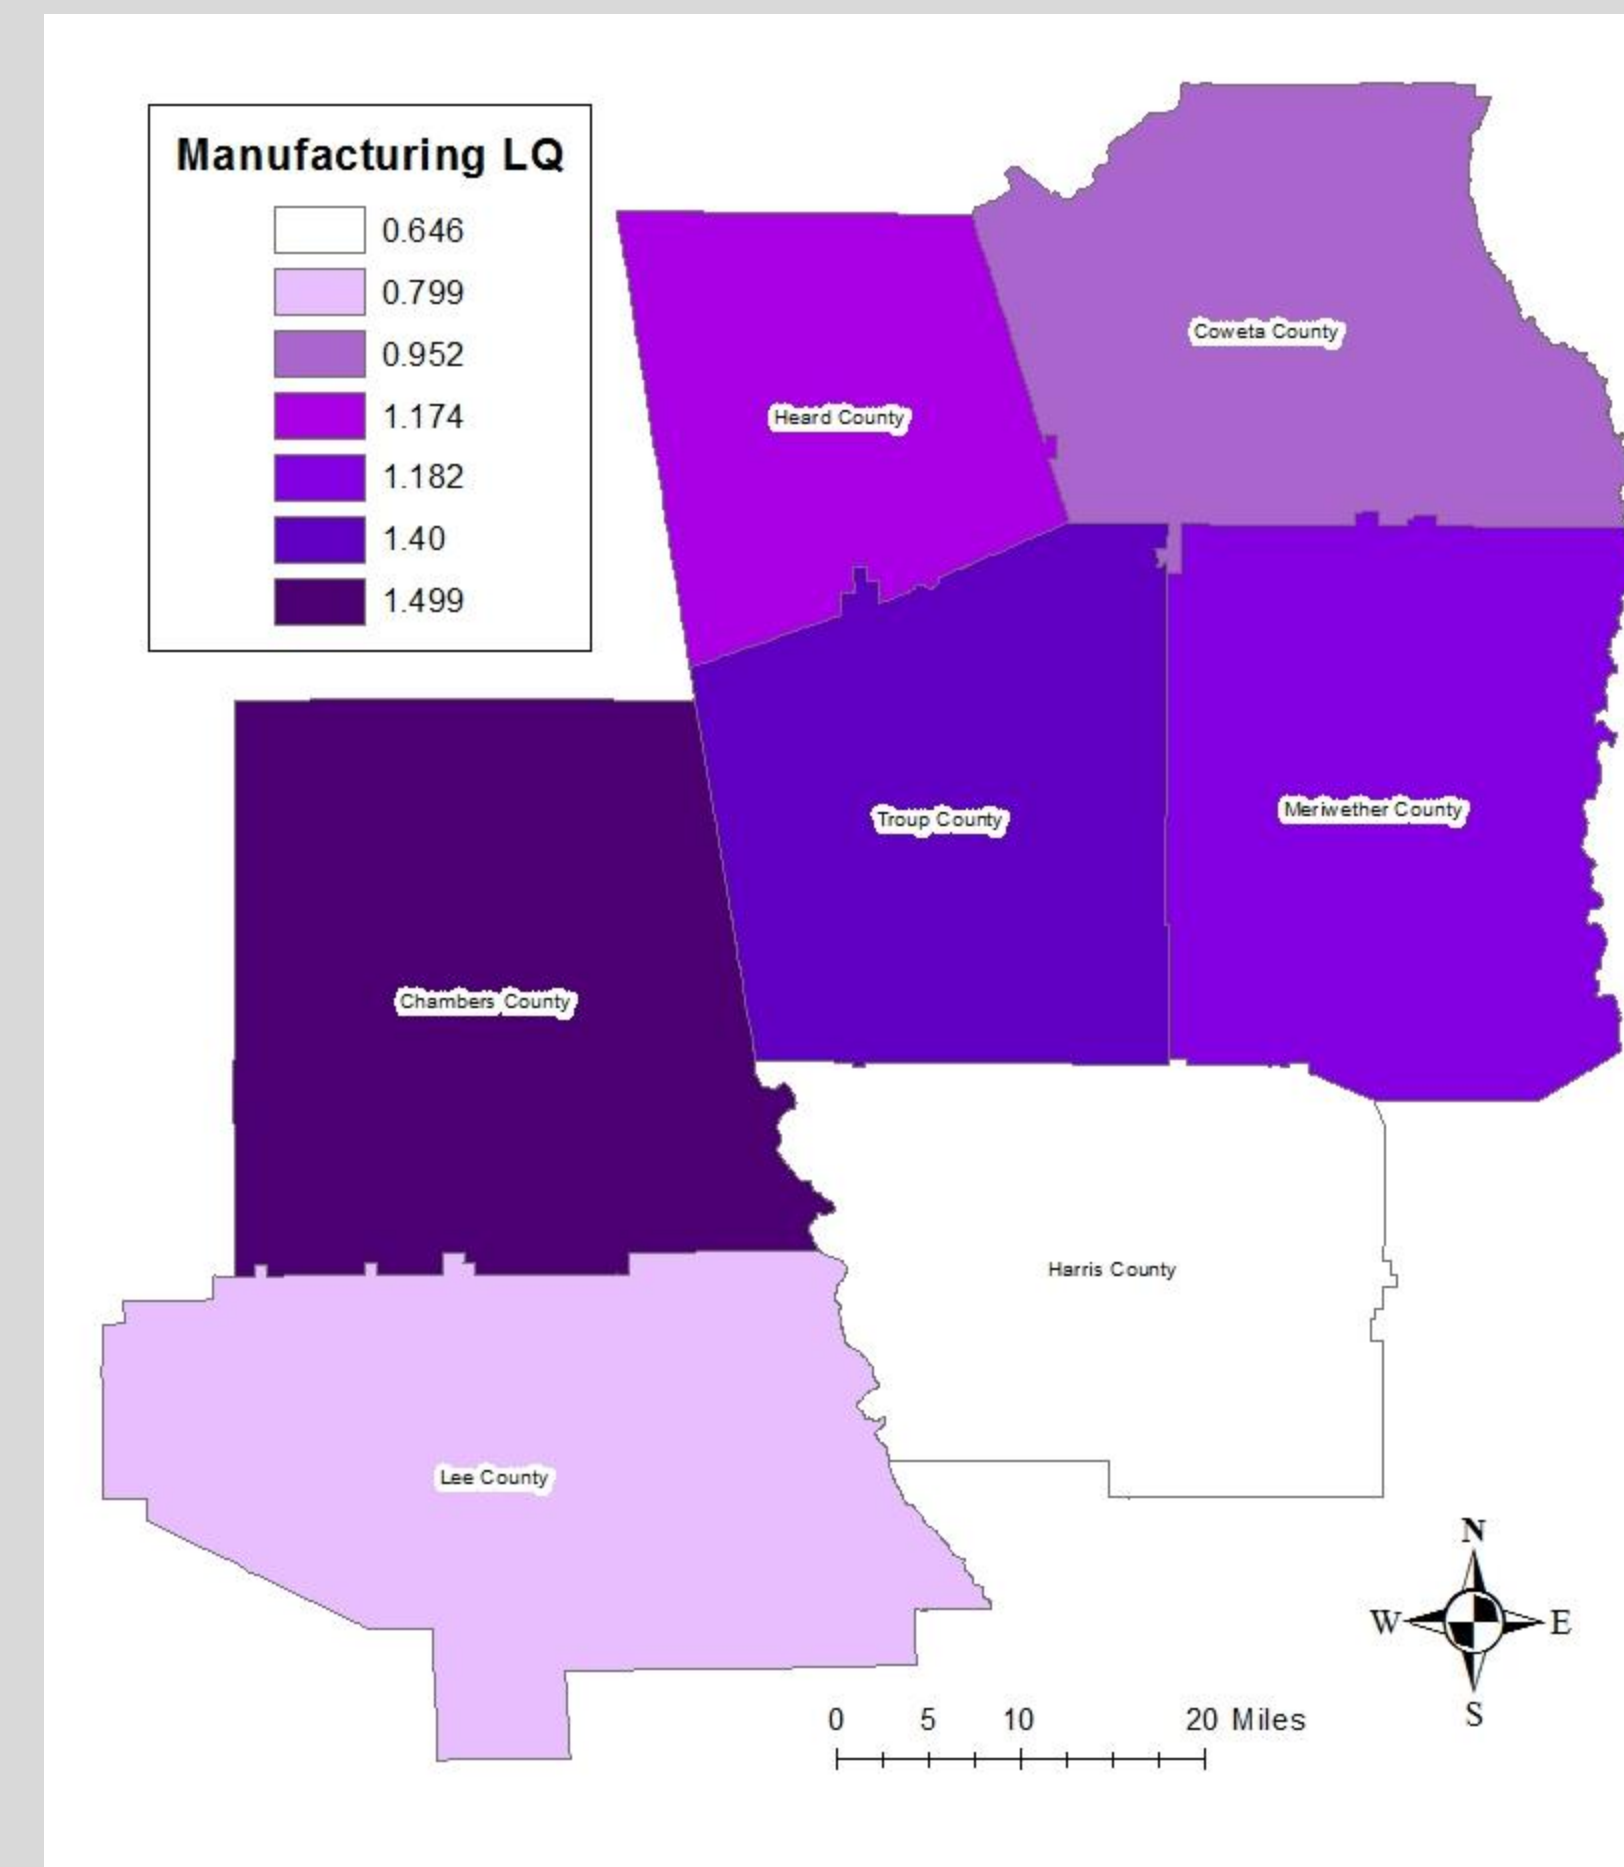 Manufacturing LQ
0.646
0.799
0.952
1.174
1.182
1.40
1.499
Coweta County
Heard County
Troup County
Meriwether County
Chambers County
Harris County
Lee County
N
W E
S
0 5 10 20 Miles